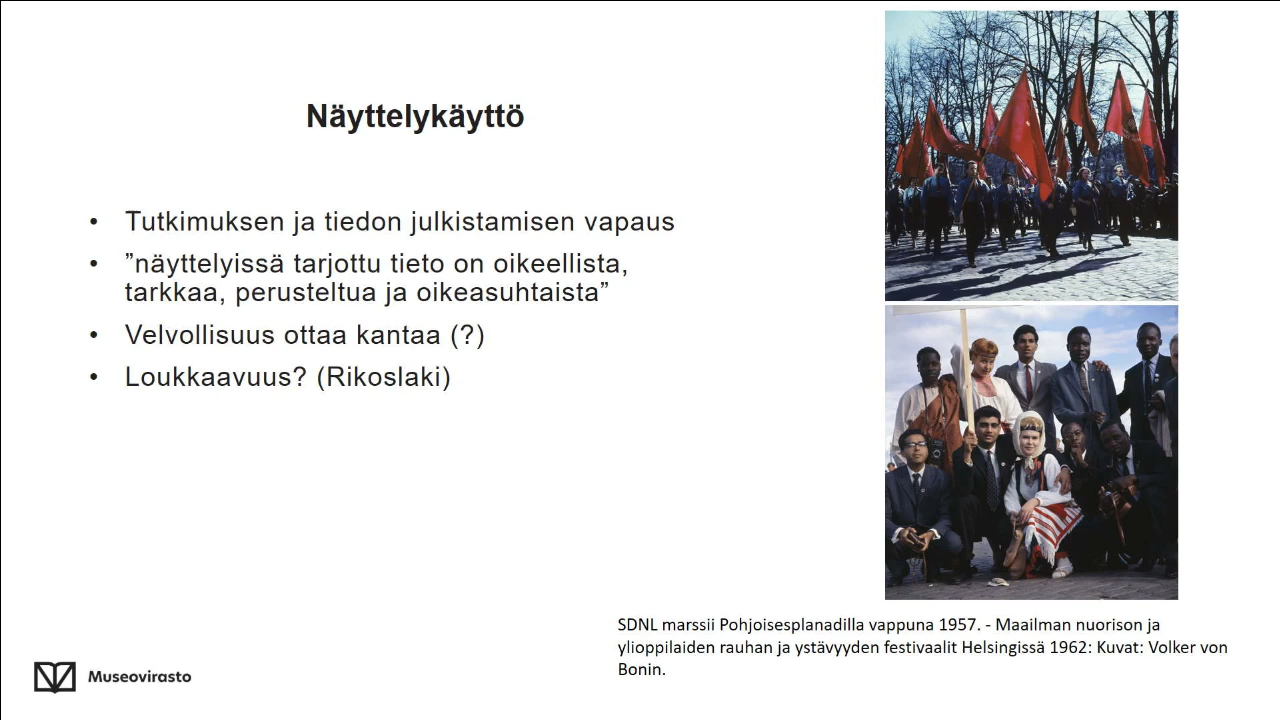 Näyttelykäyttö
• Tutkimuksen ja tiedon julkistamisen vapaus
• ”näyttelyissä tarjottu tieto on oikeellista,
tarkkaa, perusteltua ja oikeasuhtaista”
• Velvollisuus ottaa kantaa (?)
• Loukkaavuus? (Rikoslaki)
SDNL marssii Pohjoisesplanadilla vappuna 1957. - Maailman nuorison ja
ylioppilaiden rauhan ja ystävyyden festivaalit Helsingissä 1962: Kuvat: Volker von
Bonin.
Museovirasto